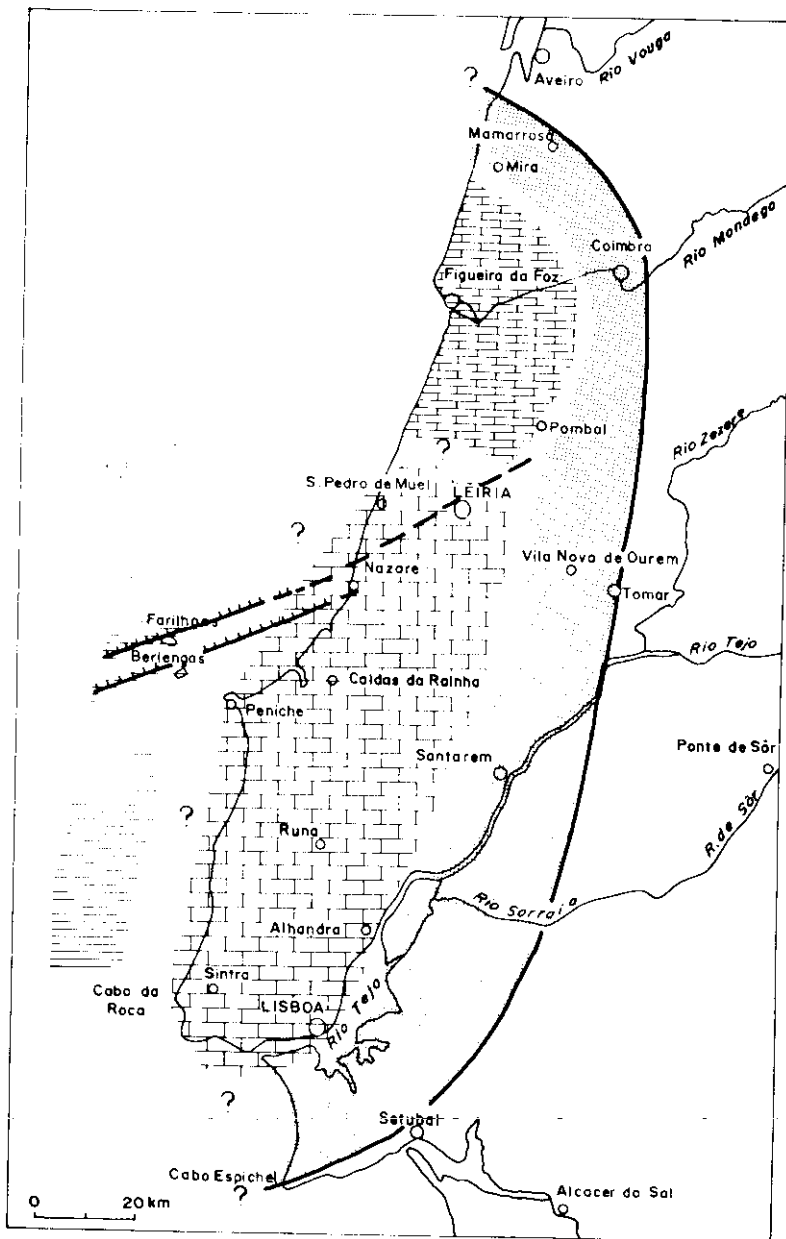 Aveiro
Rio Vouga
?
Mamarrosa
Mira
Coimbra
Rio Mondego
Figueira da Foz
Pombal
?
Rio Zezere
S. Pedro de Muel
LEIRIA
?
Vila Nova de Ourem
Nazare
Tomar
Farilhoes
Berlengas
Rio Tejo
Caldas da Rainha
Peniche
Santarem
Ponte de Sôr
?
Runa
R. de Sôr
Rio Sorraia
Alhandra
Sintra
Cabo da
Roca
LISBOA
Rio Tejo
?
Setubal
Cabo Espichel
?
Alcacer do Sal
0 20 km